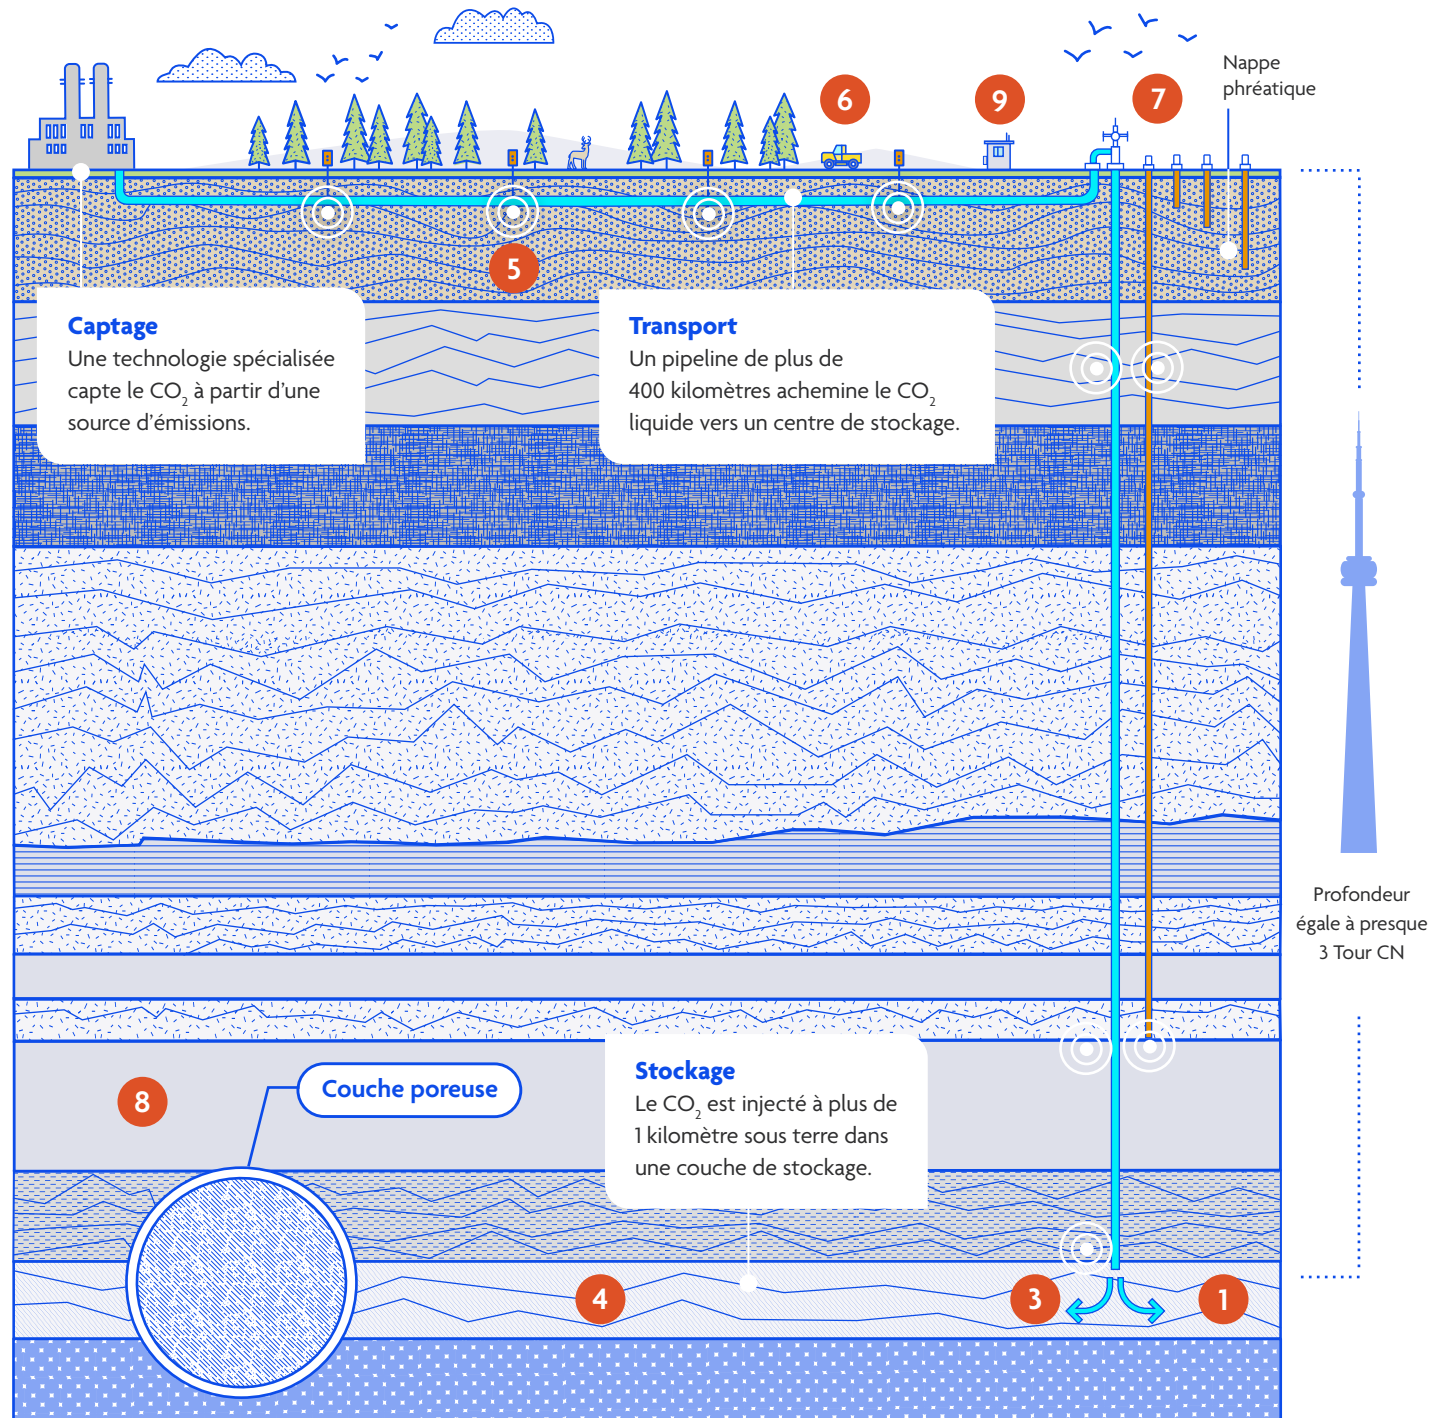 6
9
7
Nappe
phréatique
5
Captage
Une technologie spécialisée
capte le CO₂ à partir d’une
source d’émissions.
Transport
Un pipeline de plus de
400 kilomètres achemine le CO₂
liquide vers un centre de stockage.
Profondeur
égale à presque
3 Tour CN
8
Couche poreuse
Stockage
Le CO₂ est injecté à plus de
1 kilomètre sous terre dans
une couche de stockage.
4
3
1